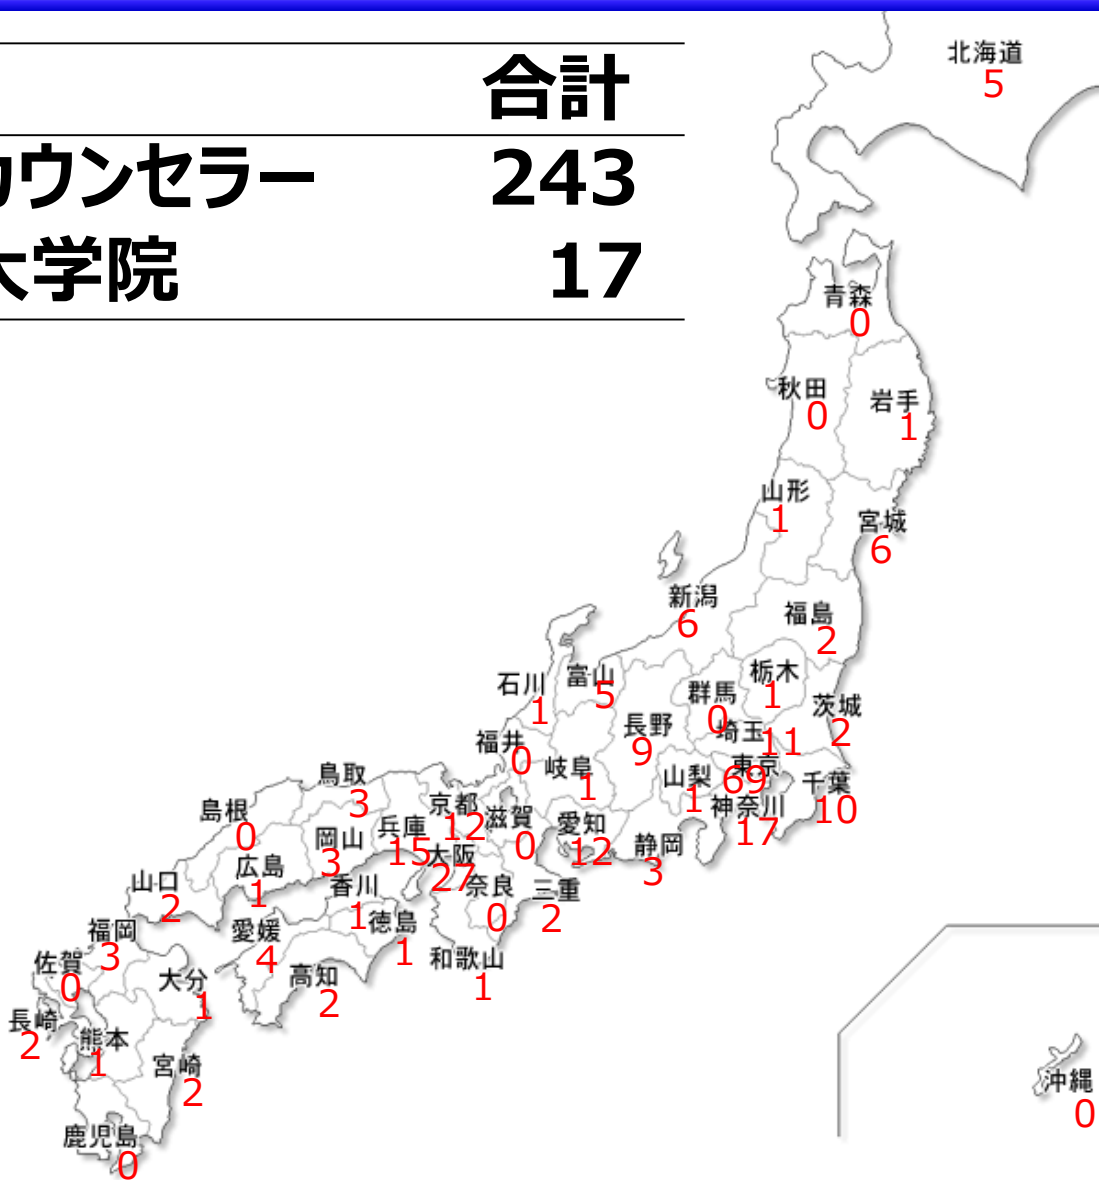 合計
カウンセラー 243
大学院 17
北海道
5
青森
0
秋田
0
岩手
1
山形
1
宮城
6
新潟
6
福島
2
栃木
1
石川
1
富山
5
群馬
0
茨城
2
長野
9
埼玉
11
福井
0
岐阜
1
山梨
1
東京
69
千葉
10
神奈川
17
鳥取
3
島根
0
岡山
3
兵庫
15
京都
12
滋賀
0
愛知
12
静岡
3
大阪
27
広島
1
山口
2
香川
1
奈良
0
三重
2
徳島
1
愛媛
4
和歌山
1
高知
2
福岡
3
佐賀
0
大分
1
長崎
2
熊本
1
宮崎
2
鹿児島
0
沖縄
0